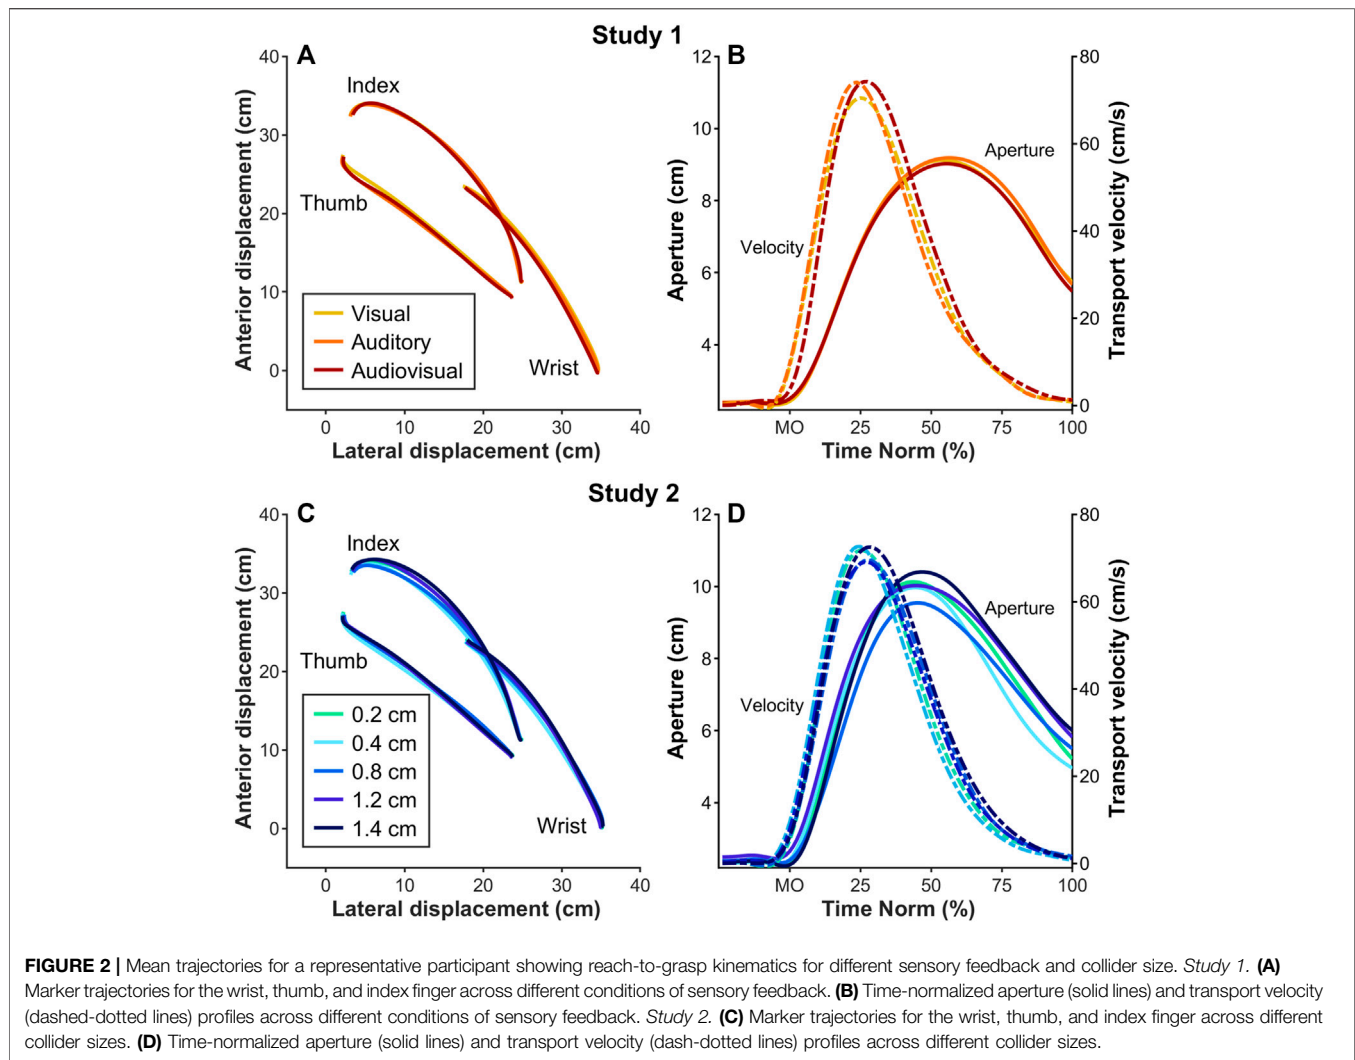 Study 1
A
40
30
20
10
0
Anterior displacement (cm)
Index
Thumb
Wrist
Visual
Auditory
Audiovisual
0 10 20 30 40
Lateral displacement (cm)
B
12
10
8
6
4
Aperture (cm)
Velocity
Aperture
80
60
40
20
0
Transport velocity (cm/s)
MO 25 50 75 100
Time Norm (%)
Study 2
C
40
30
20
10
0
Anterior displacement (cm)
Index
Thumb
Wrist
0.2 cm
0.4 cm
0.8 cm
1.2 cm
1.4 cm
0 10 20 30 40
Lateral displacement (cm)
D
12
10
8
6
4
Aperture (cm)
Velocity
Aperture
80
60
40
20
0
Transport velocity (cm/s)
MO 25 50 75 100
Time Norm (%)
FIGURE 2 | Mean trajectories for a representative participant showing reach-to-grasp kinematics for different sensory feedback and collider size. Study 1. (A)
Marker trajectories for the wrist, thumb, and index finger across different conditions of sensory feedback. (B) Time-normalized aperture (solid lines) and transport velocity
(dashed-dotted lines) profiles across different conditions of sensory feedback. Study 2. (C) Marker trajectories for the wrist, thumb, and index finger across different
collider sizes. (D) Time-normalized aperture (solid lines) and transport velocity (dash-dotted lines) profiles across different collider sizes.